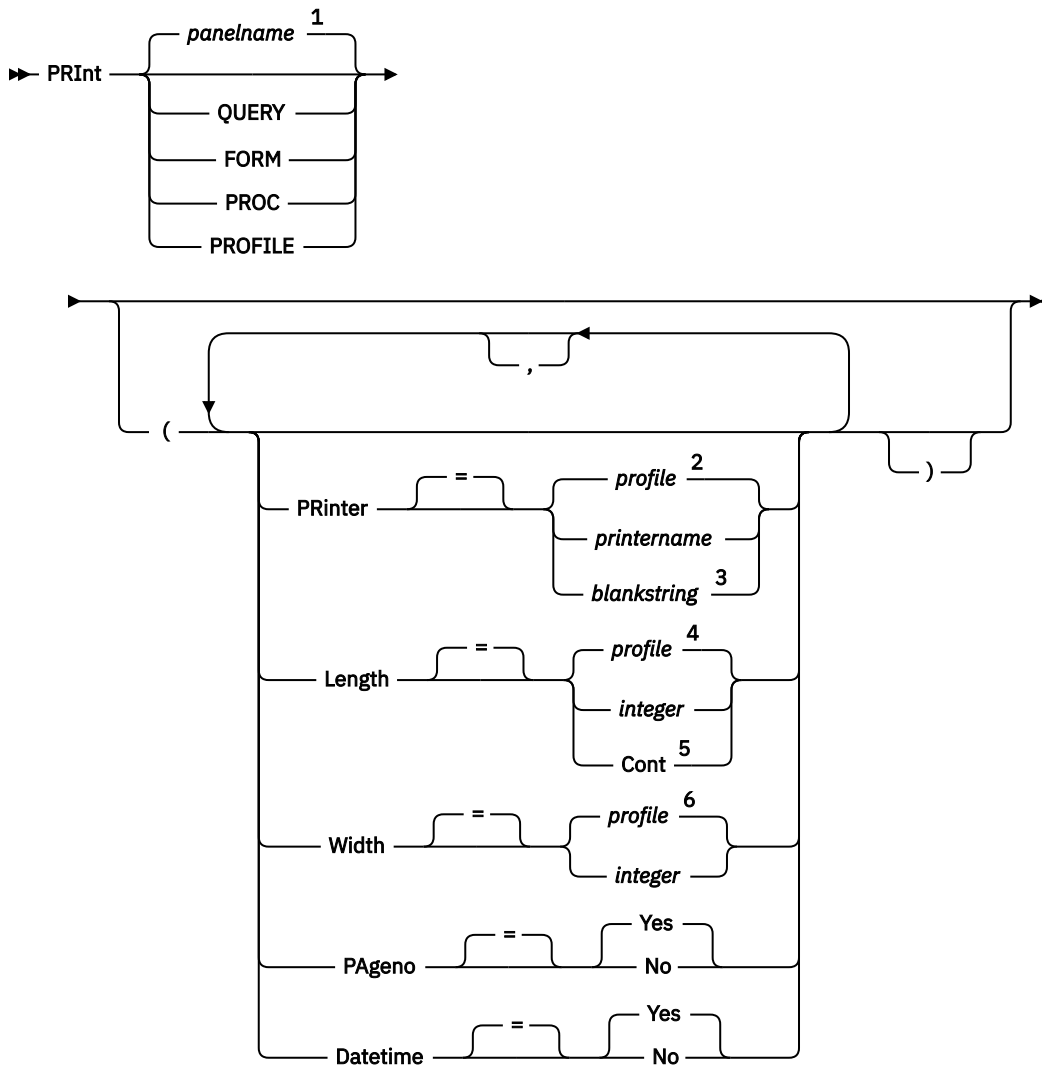 panelname 1
PRInt
QUERY
FORM
PROC
PROFILE
,
(
)
=
profile 2
PRinter
printername
blankstring 3
=
profile 4
Length
integer
Cont 5
=
profile 6
Width
integer
=
Yes
PAgeno
No
=
Yes
Datetime
No